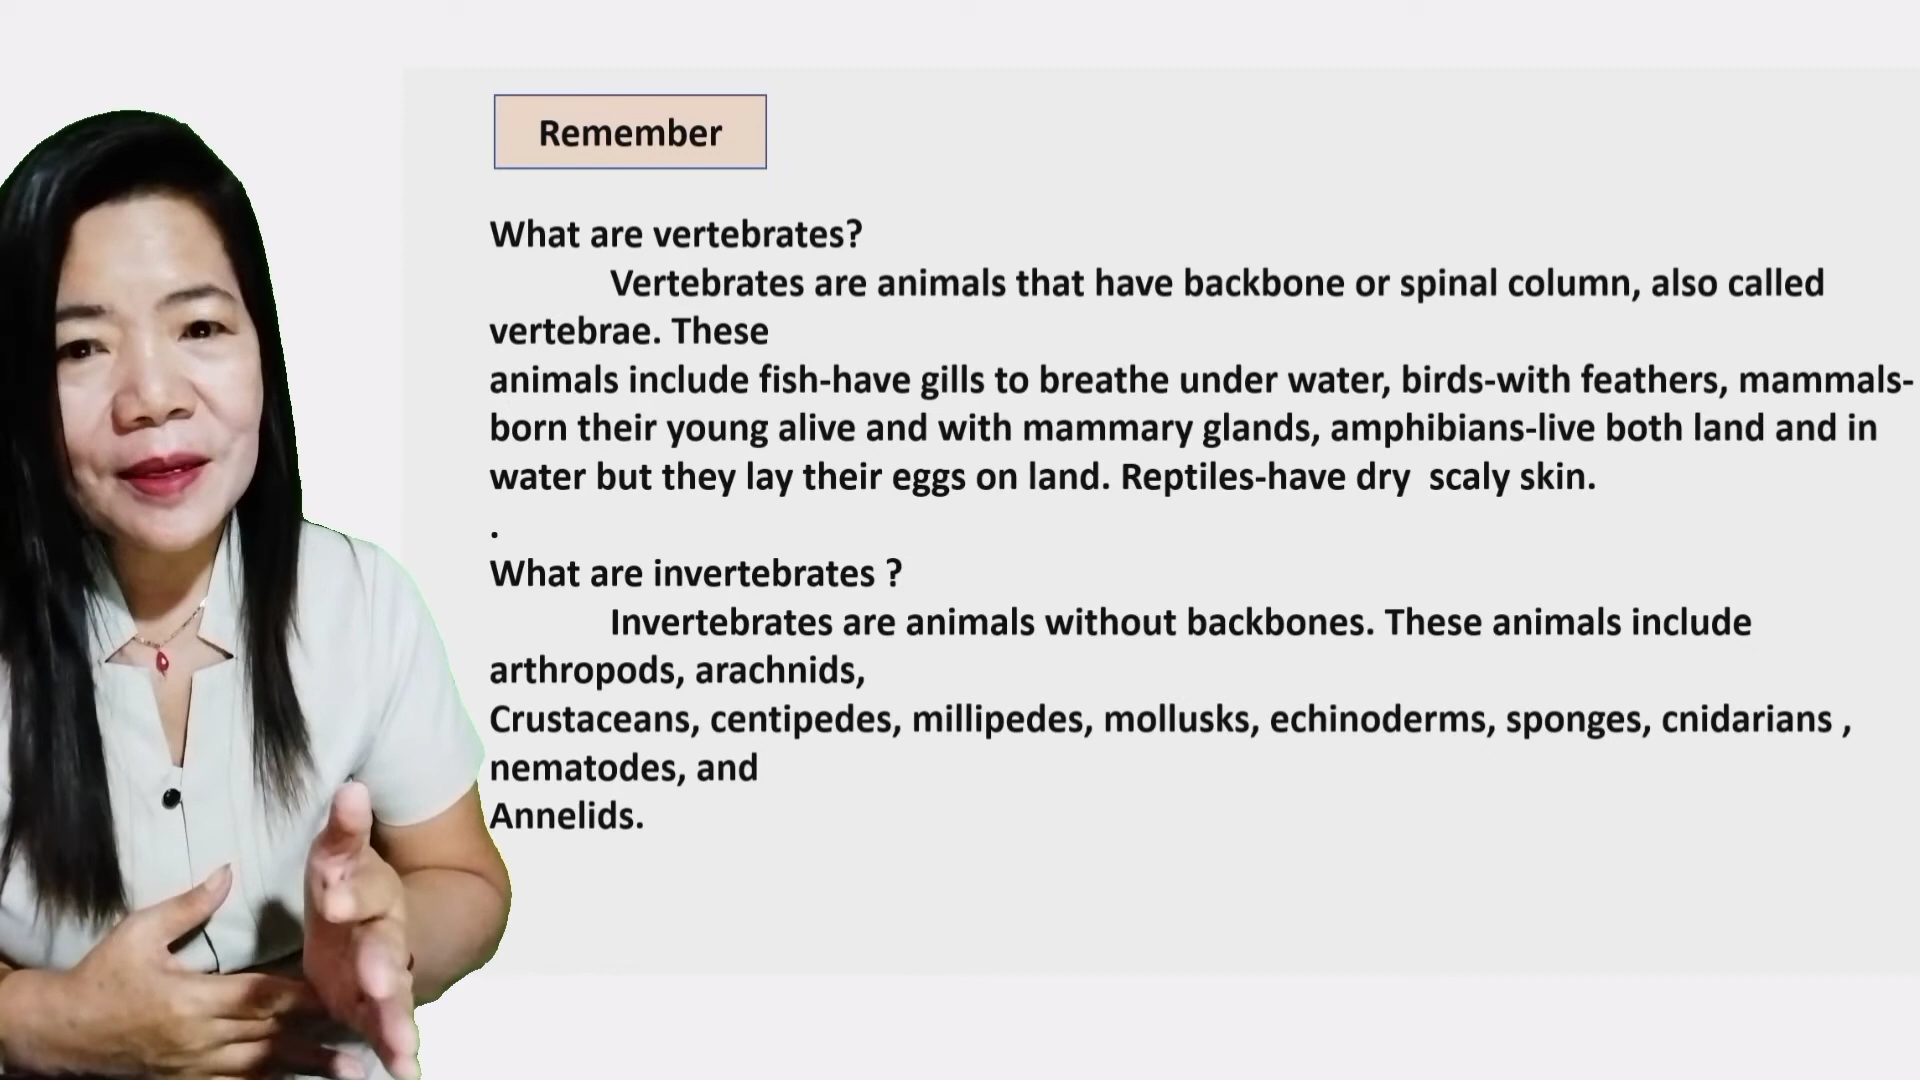 Remember
What are vertebrates?
Vertebrates are animals that have backbone or spinal column, also called
vertebrae. These
animals include fish-have gills to breathe under water, birds-with feathers, mammals-
born their young alive and with mammary glands, amphibians-live both land and in
water but they lay their eggs on land. Reptiles-have dry  scaly skin.
.
What are invertebrates ?
Invertebrates are animals without backbones. These animals include
arthropods, arachnids,
Crustaceans, centipedes, millipedes, mollusks, echinoderms, sponges, cnidarians ,
nematodes, and
Annelids.